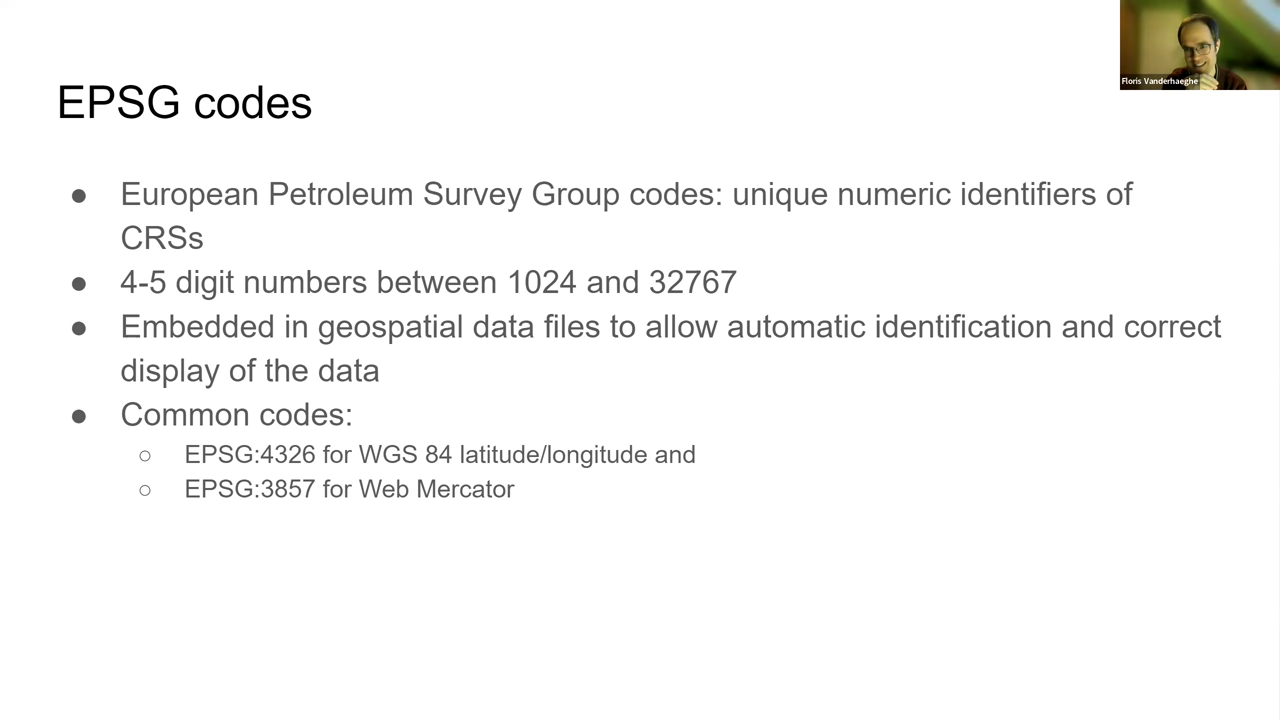 Floris Vanderhaeghe
EPSG codes
● European Petroleum Survey Group codes: unique numeric identifiers of
CRSs
● 4-5 digit numbers between 1024 and 32767
● Embedded in geospatial data files to allow automatic identification and correct
display of the data
● Common codes:
○ EPSG:4326 for WGS 84 latitude/longitude and
○ EPSG:3857 for Web Mercator